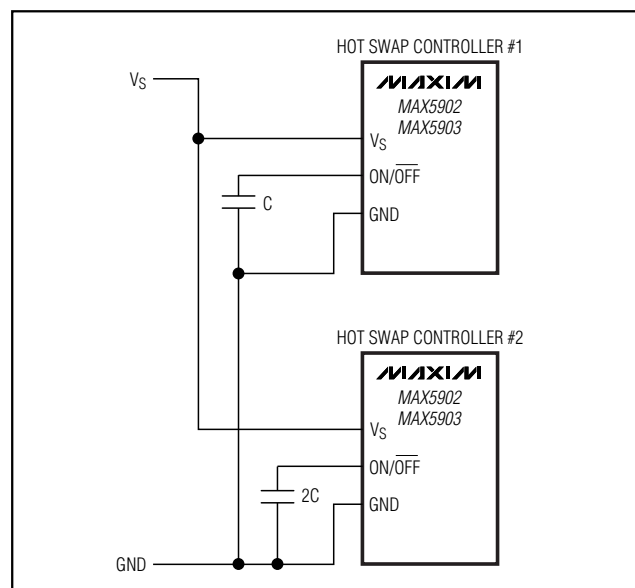 HOT SWAP CONTROLLER #1
MAXIM
MAX5902
MAX5903
VS
VS
ON/OFF
C
GND
HOT SWAP CONTROLLER #2
MAXIM
MAX5902
MAX5903
VS
ON/OFF
2C
GND
GND